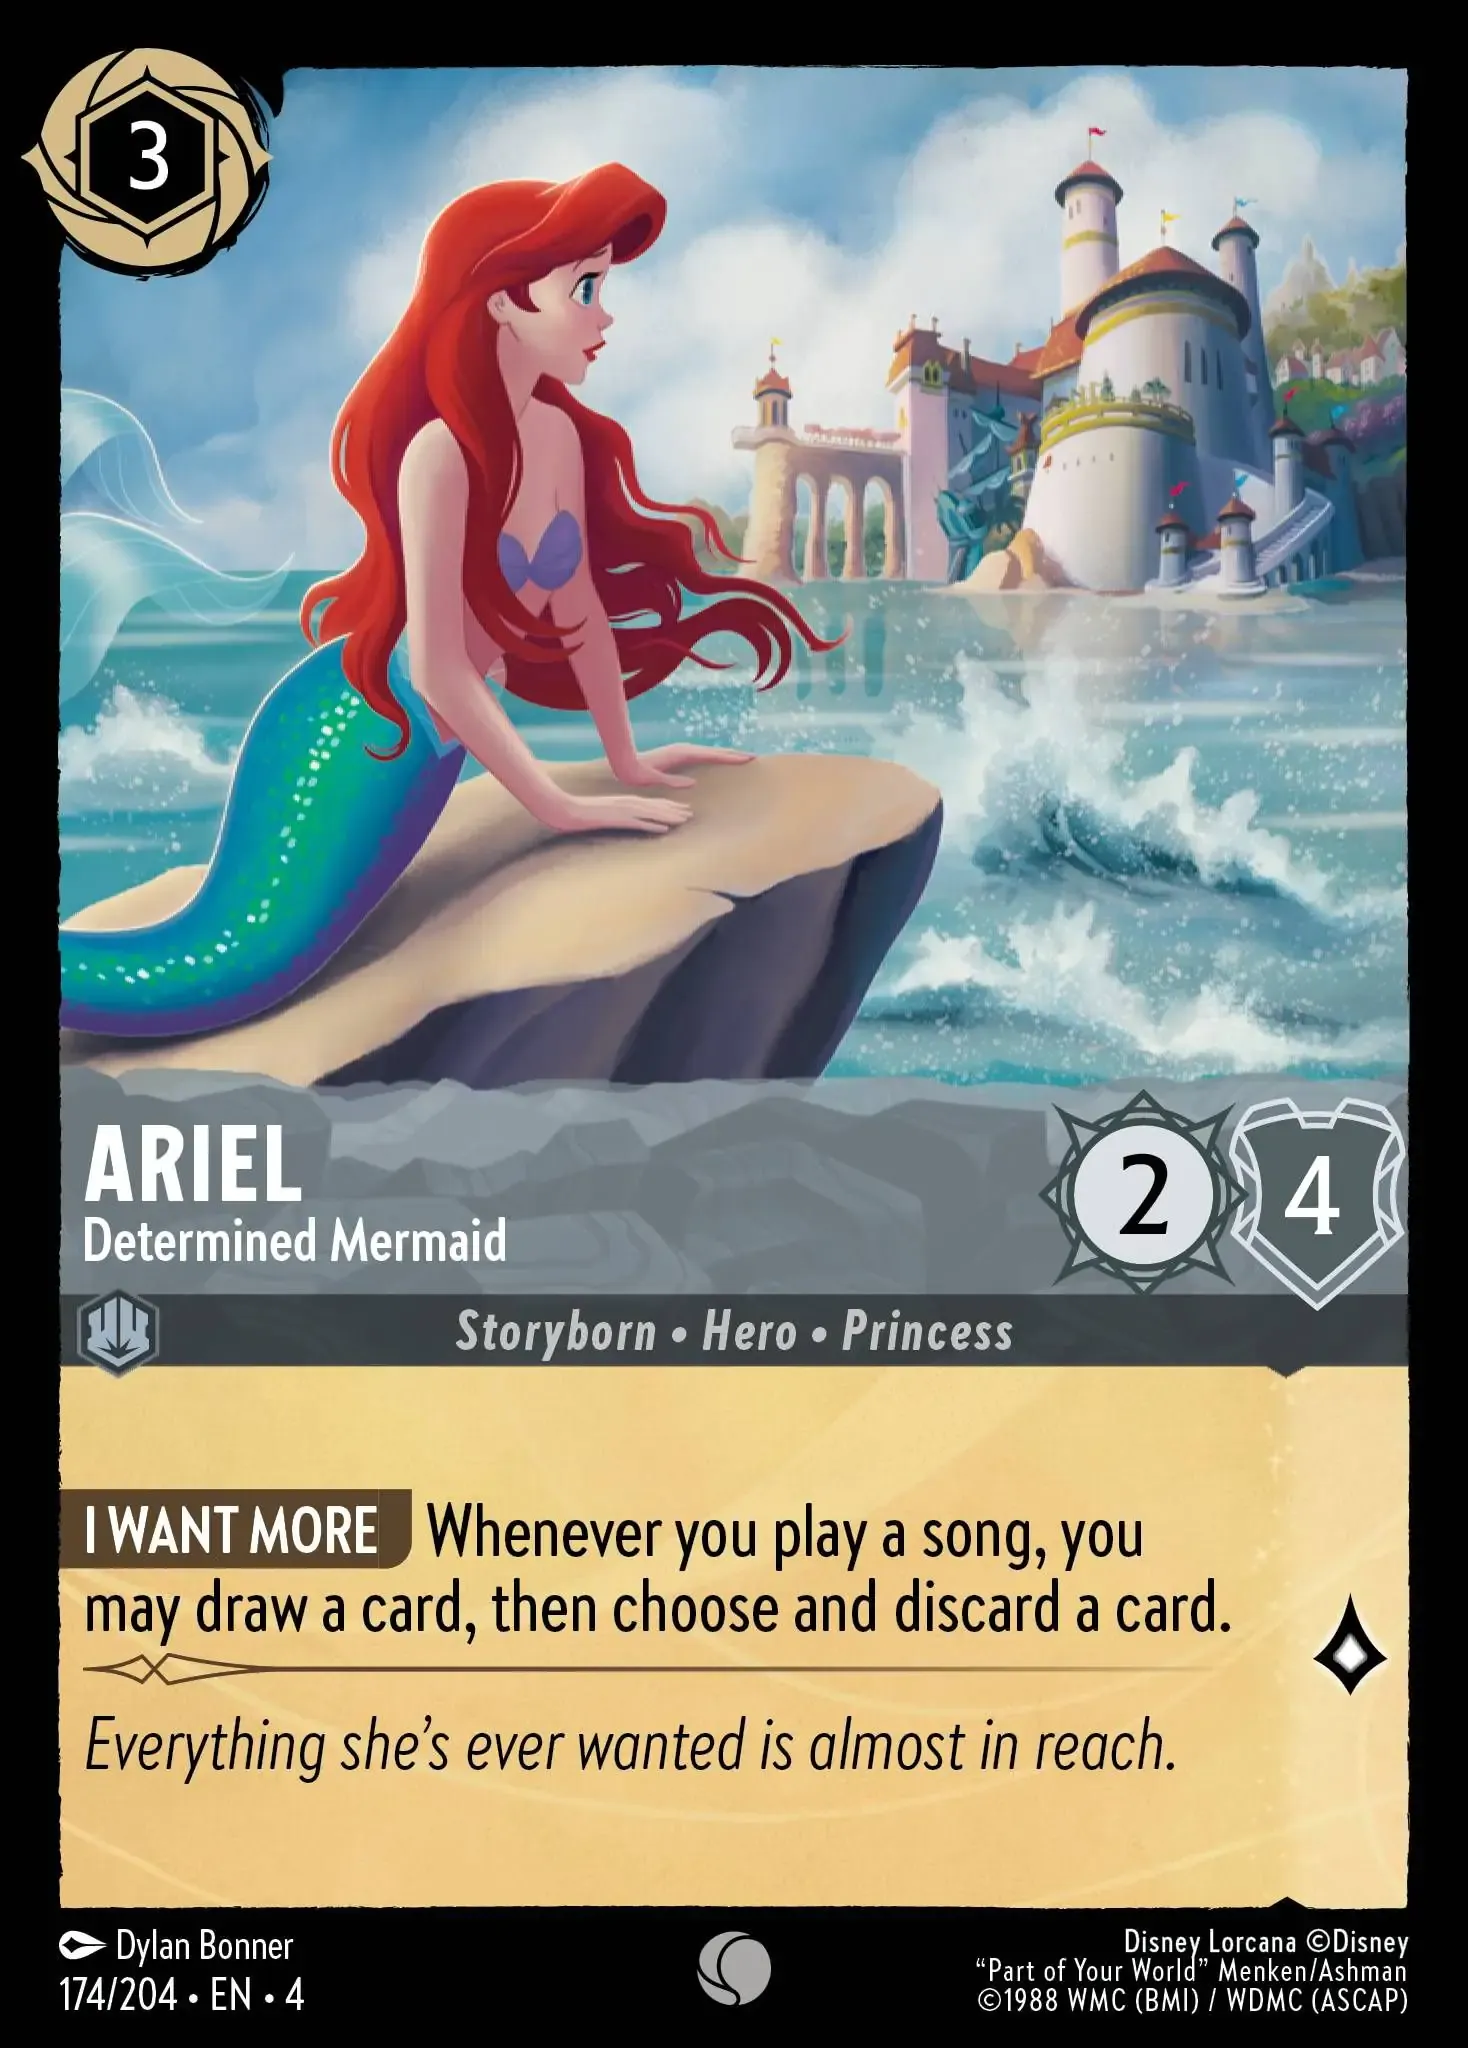 3
ARIEL
Determined Mermaid
2
4
Storyborn • Hero • Princess
I WANT MORE Whenever you play a song, you
may draw a card, then choose and discard a card.
Everything she’s ever wanted is almost in reach.
Dylan Bonner
174/204 • EN • 4
Disney Lorcana ©Disney
“Part of Your World” Menken/Ashman
©1988 WMC (BMI) / WDMC (ASCAP)